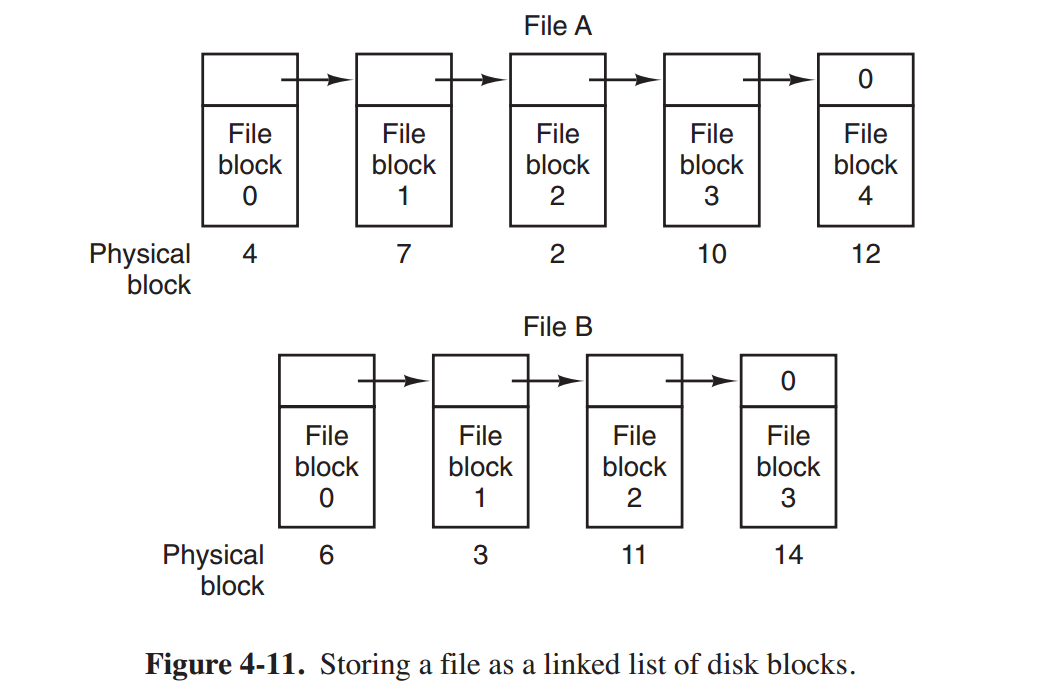 File A
0
File File File File File
block block block block block
0 1 2 3 4
Physical 4 7 2 10 12
block
File B
0
File File File File
block block block block
0 1 2 3
Physical 6 3 11 14
block
Figure 4-11. Storing a file as a linked list of disk blocks.